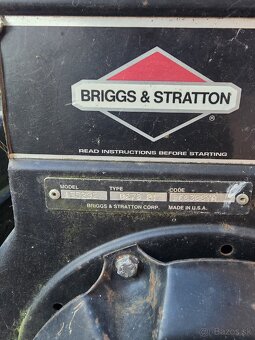 BRIGGS & STRATTON
®
READ INSTRUCTIONS BEFORE STARTING
MODEL TYPE CODE
BRIGGS & STRATTON CORP. MADE IN U.S.A.